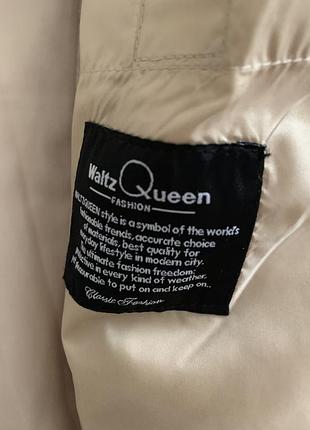 Waltz Queen
FASHION
WALTZQUEEN style is a symbol of the world's
fashionable trends, accurate choice
of materials, best quality for
everyday lifestyle in modern city.
the ultimate fashion freedom:
in every kind of weather.
to put on and keep on..
Classic Fashion